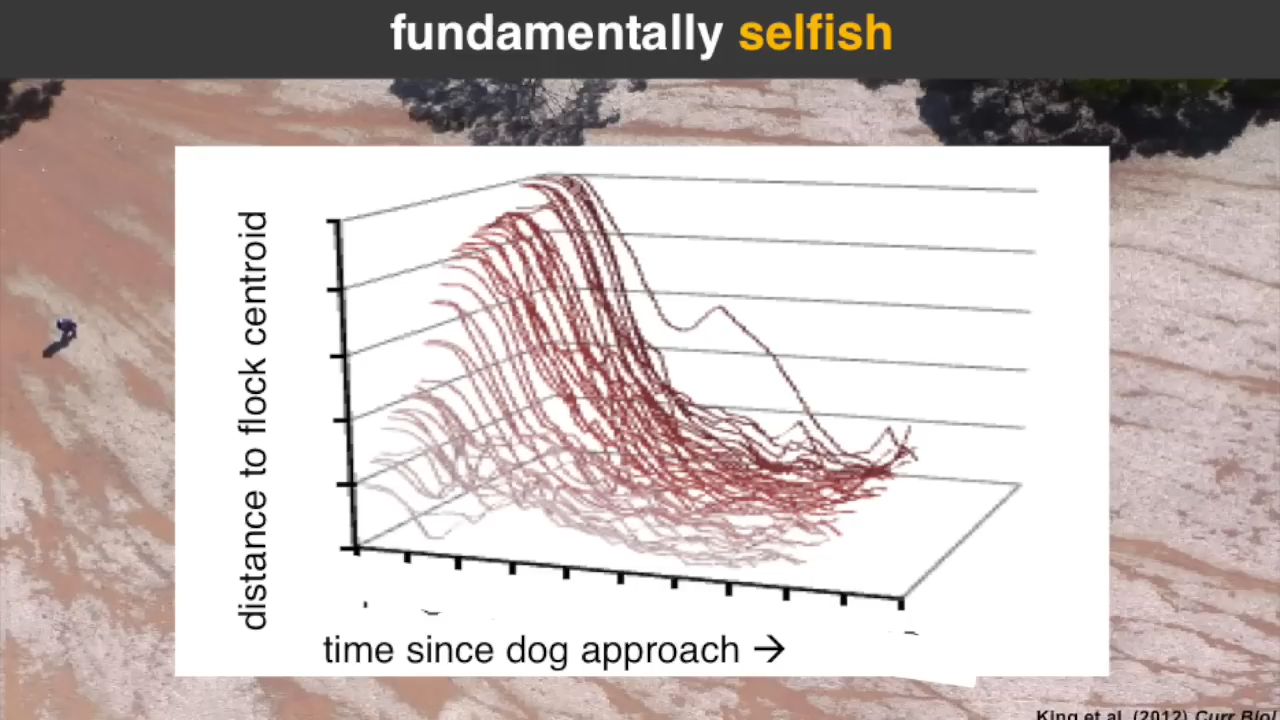 fundamentally selfish
distance to flock centroid
time since dog approach →
King et al. (2012) Curr Biol